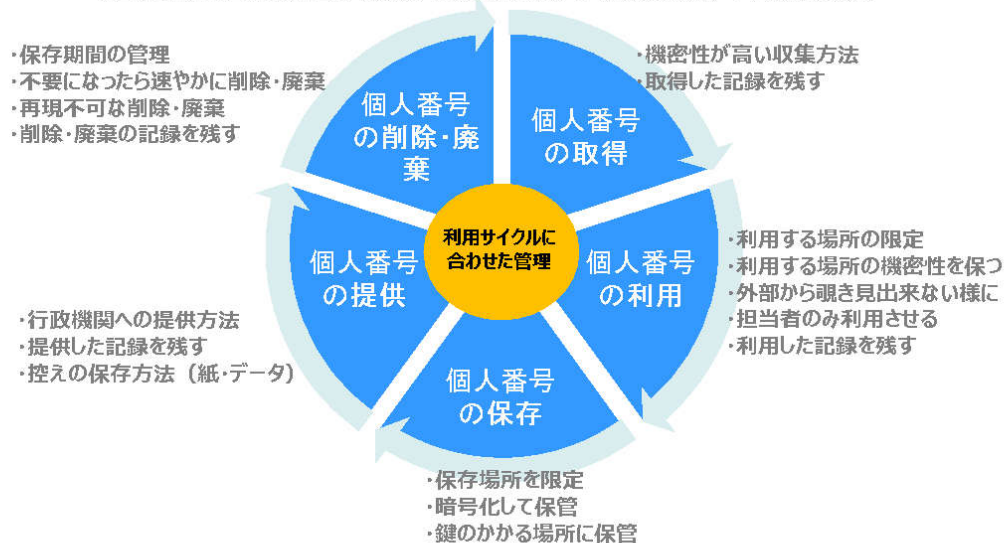 ・保存期間の管理
・不要になったら速やかに削除・廃棄
・再現不可な削除・廃棄
・削除・廃棄の記録を残す
・機密性が高い収集方法
・取得した記録を残す
個人番号
の削除・廃
棄
個人番号
の取得
利用サイクルに
合わせた管理
個人番号
の提供
個人番号
の利用
・利用する場所の限定
・利用する場所の機密性を保つ
・外部から覗き見出来ない様に
・担当者のみ利用させる
・利用した記録を残す
・行政機関への提供方法
・提供した記録を残す
・控えの保存方法（紙・データ）
個人番号
の保存
・保存場所を限定
・暗号化して保管
・鍵のかかる場所に保管